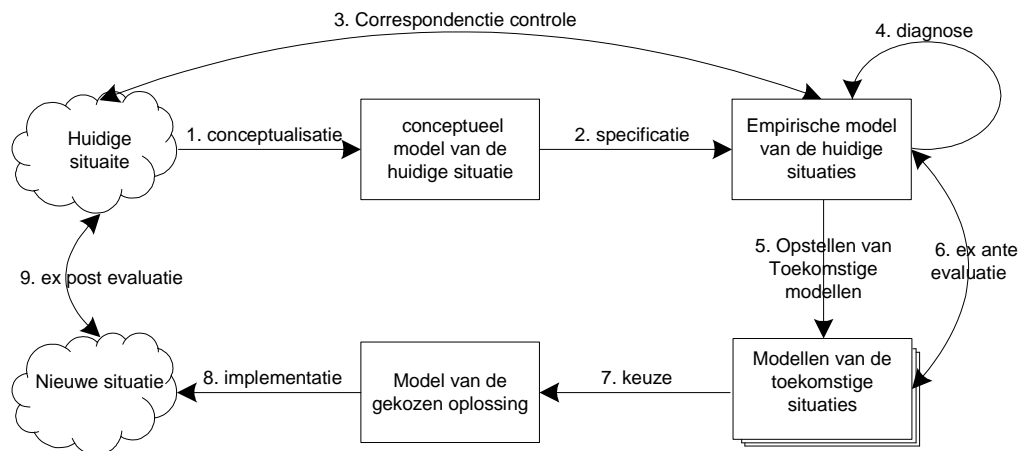 3. Correspondenctie controle
4. diagnose
Huidige
situaite
1. conceptualisatie
conceptueel
model van de
huidige situatie
2. specificatie
Empirische model
van de huidige
situaties
5. Opstellen van
Toekomstige
modellen
6. ex ante
evaluatie
9. ex post evaluatie
Nieuwe situatie
8. implementatie
Model van de
gekozen oplossing
7. keuze
Modellen van de
toekomstige
situaties